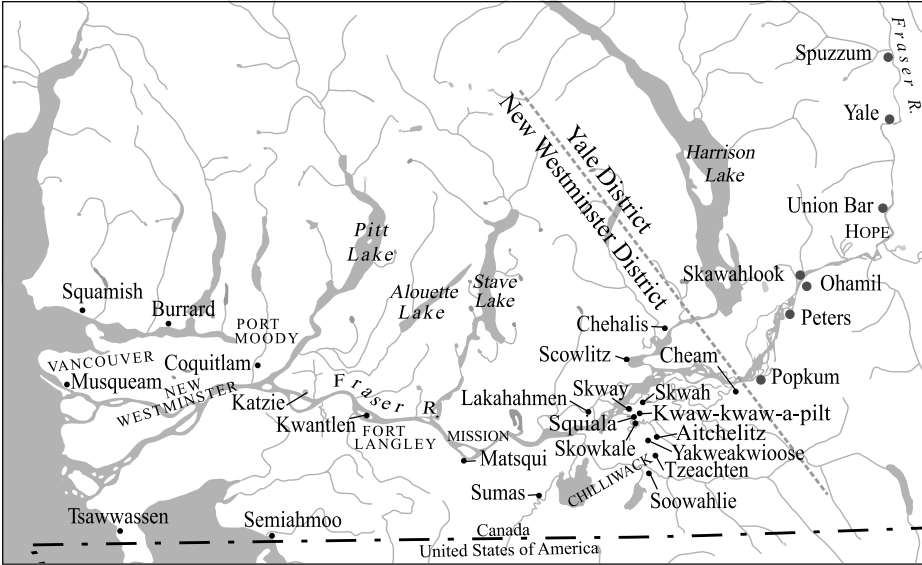 Fraser R.
Spuzzum
Yale
Yale District
New Westminster District
Harrison
Lake
Union Bar
HOPE
Pitt
Lake
Skawahlook
Ohamil
Alouette
Lake
Stave
Lake
Squamish
Burrard
PORT
MOODY
Peters
Chehalis
Scowlitz
Cheam
VANCOUVER
Musqueam
Coquitlam
NEW
WESTMINSTER
Popkum
Katzie
Fraser R.
Skway
Skwah
Lakahahmen
Kwantlen
FORT
LANGLEY
Squiala
Kwaw-kwaw-a-pilt
MISSION
Skowkale
Aitchelitz
Yakweakwioose
Matsqui
CHILLIWACK
Tzeachten
Sumas
Soowahlie
Tsawwassen
Semiahmoo
Canada
United States of America